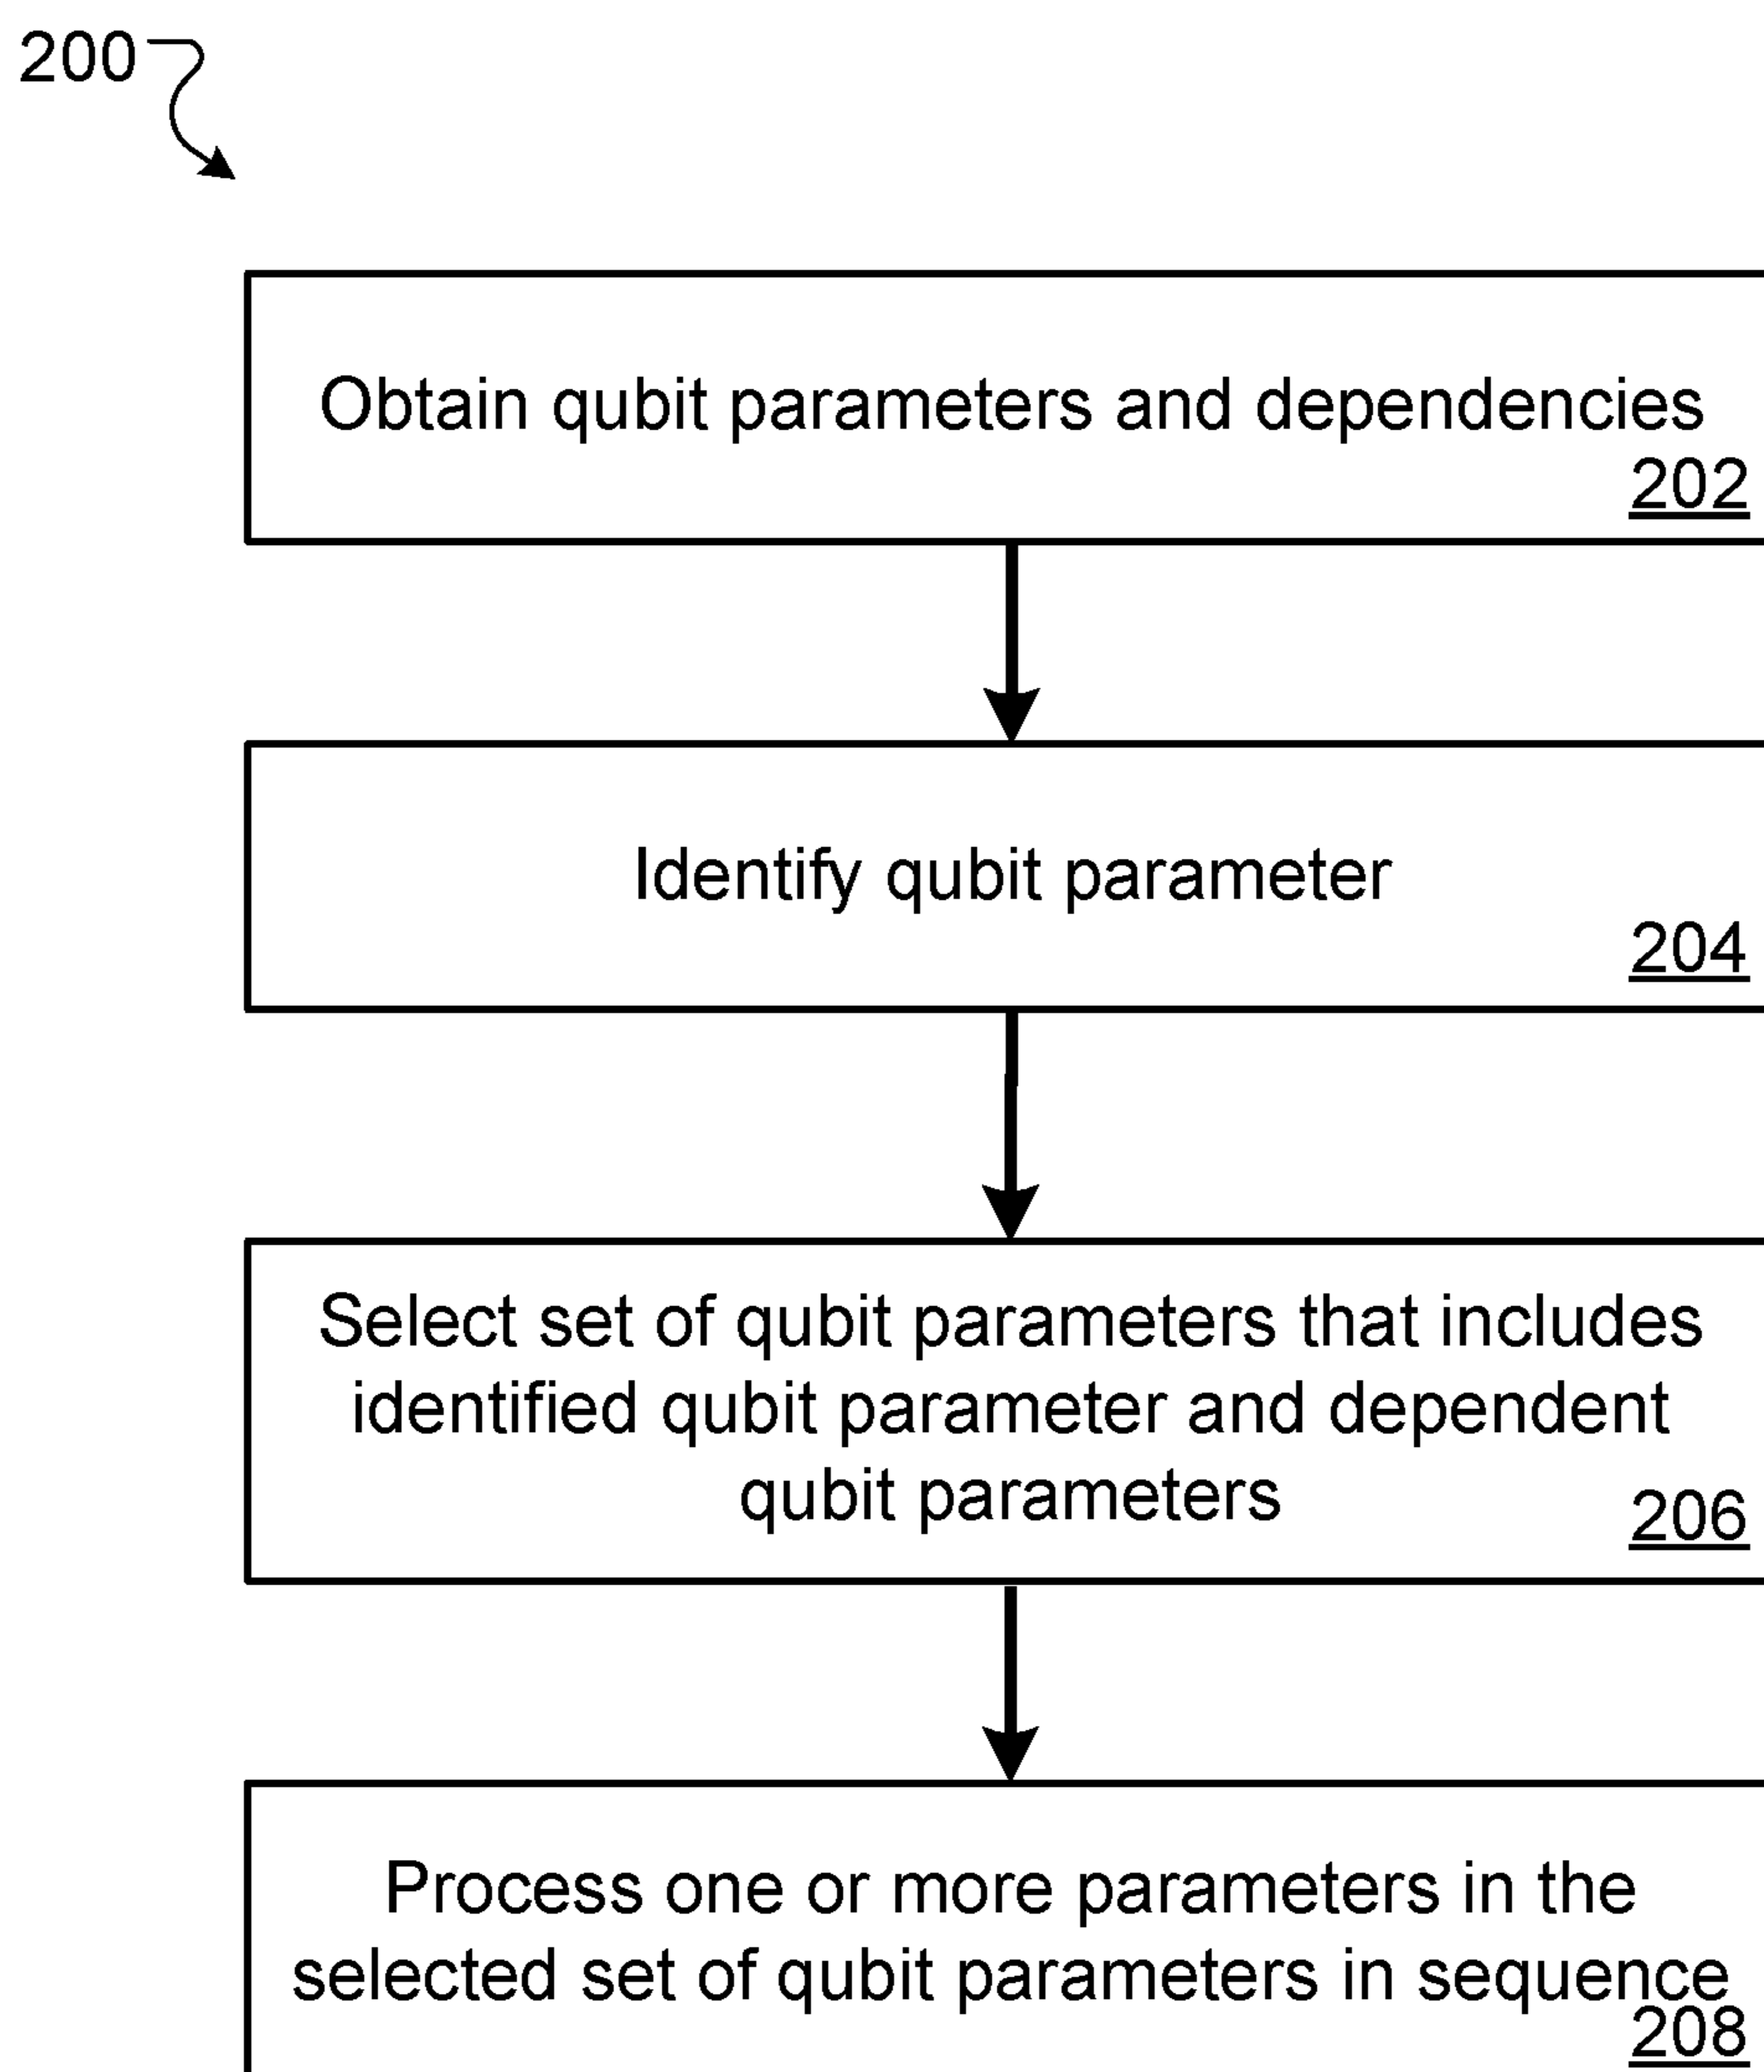 200
Obtain qubit parameters and dependencies
202
Identify qubit parameter
204
Select set of qubit parameters that includes
identified qubit parameter and dependent
qubit parameters
206
Process one or more parameters in the
selected set of qubit parameters in sequence
208